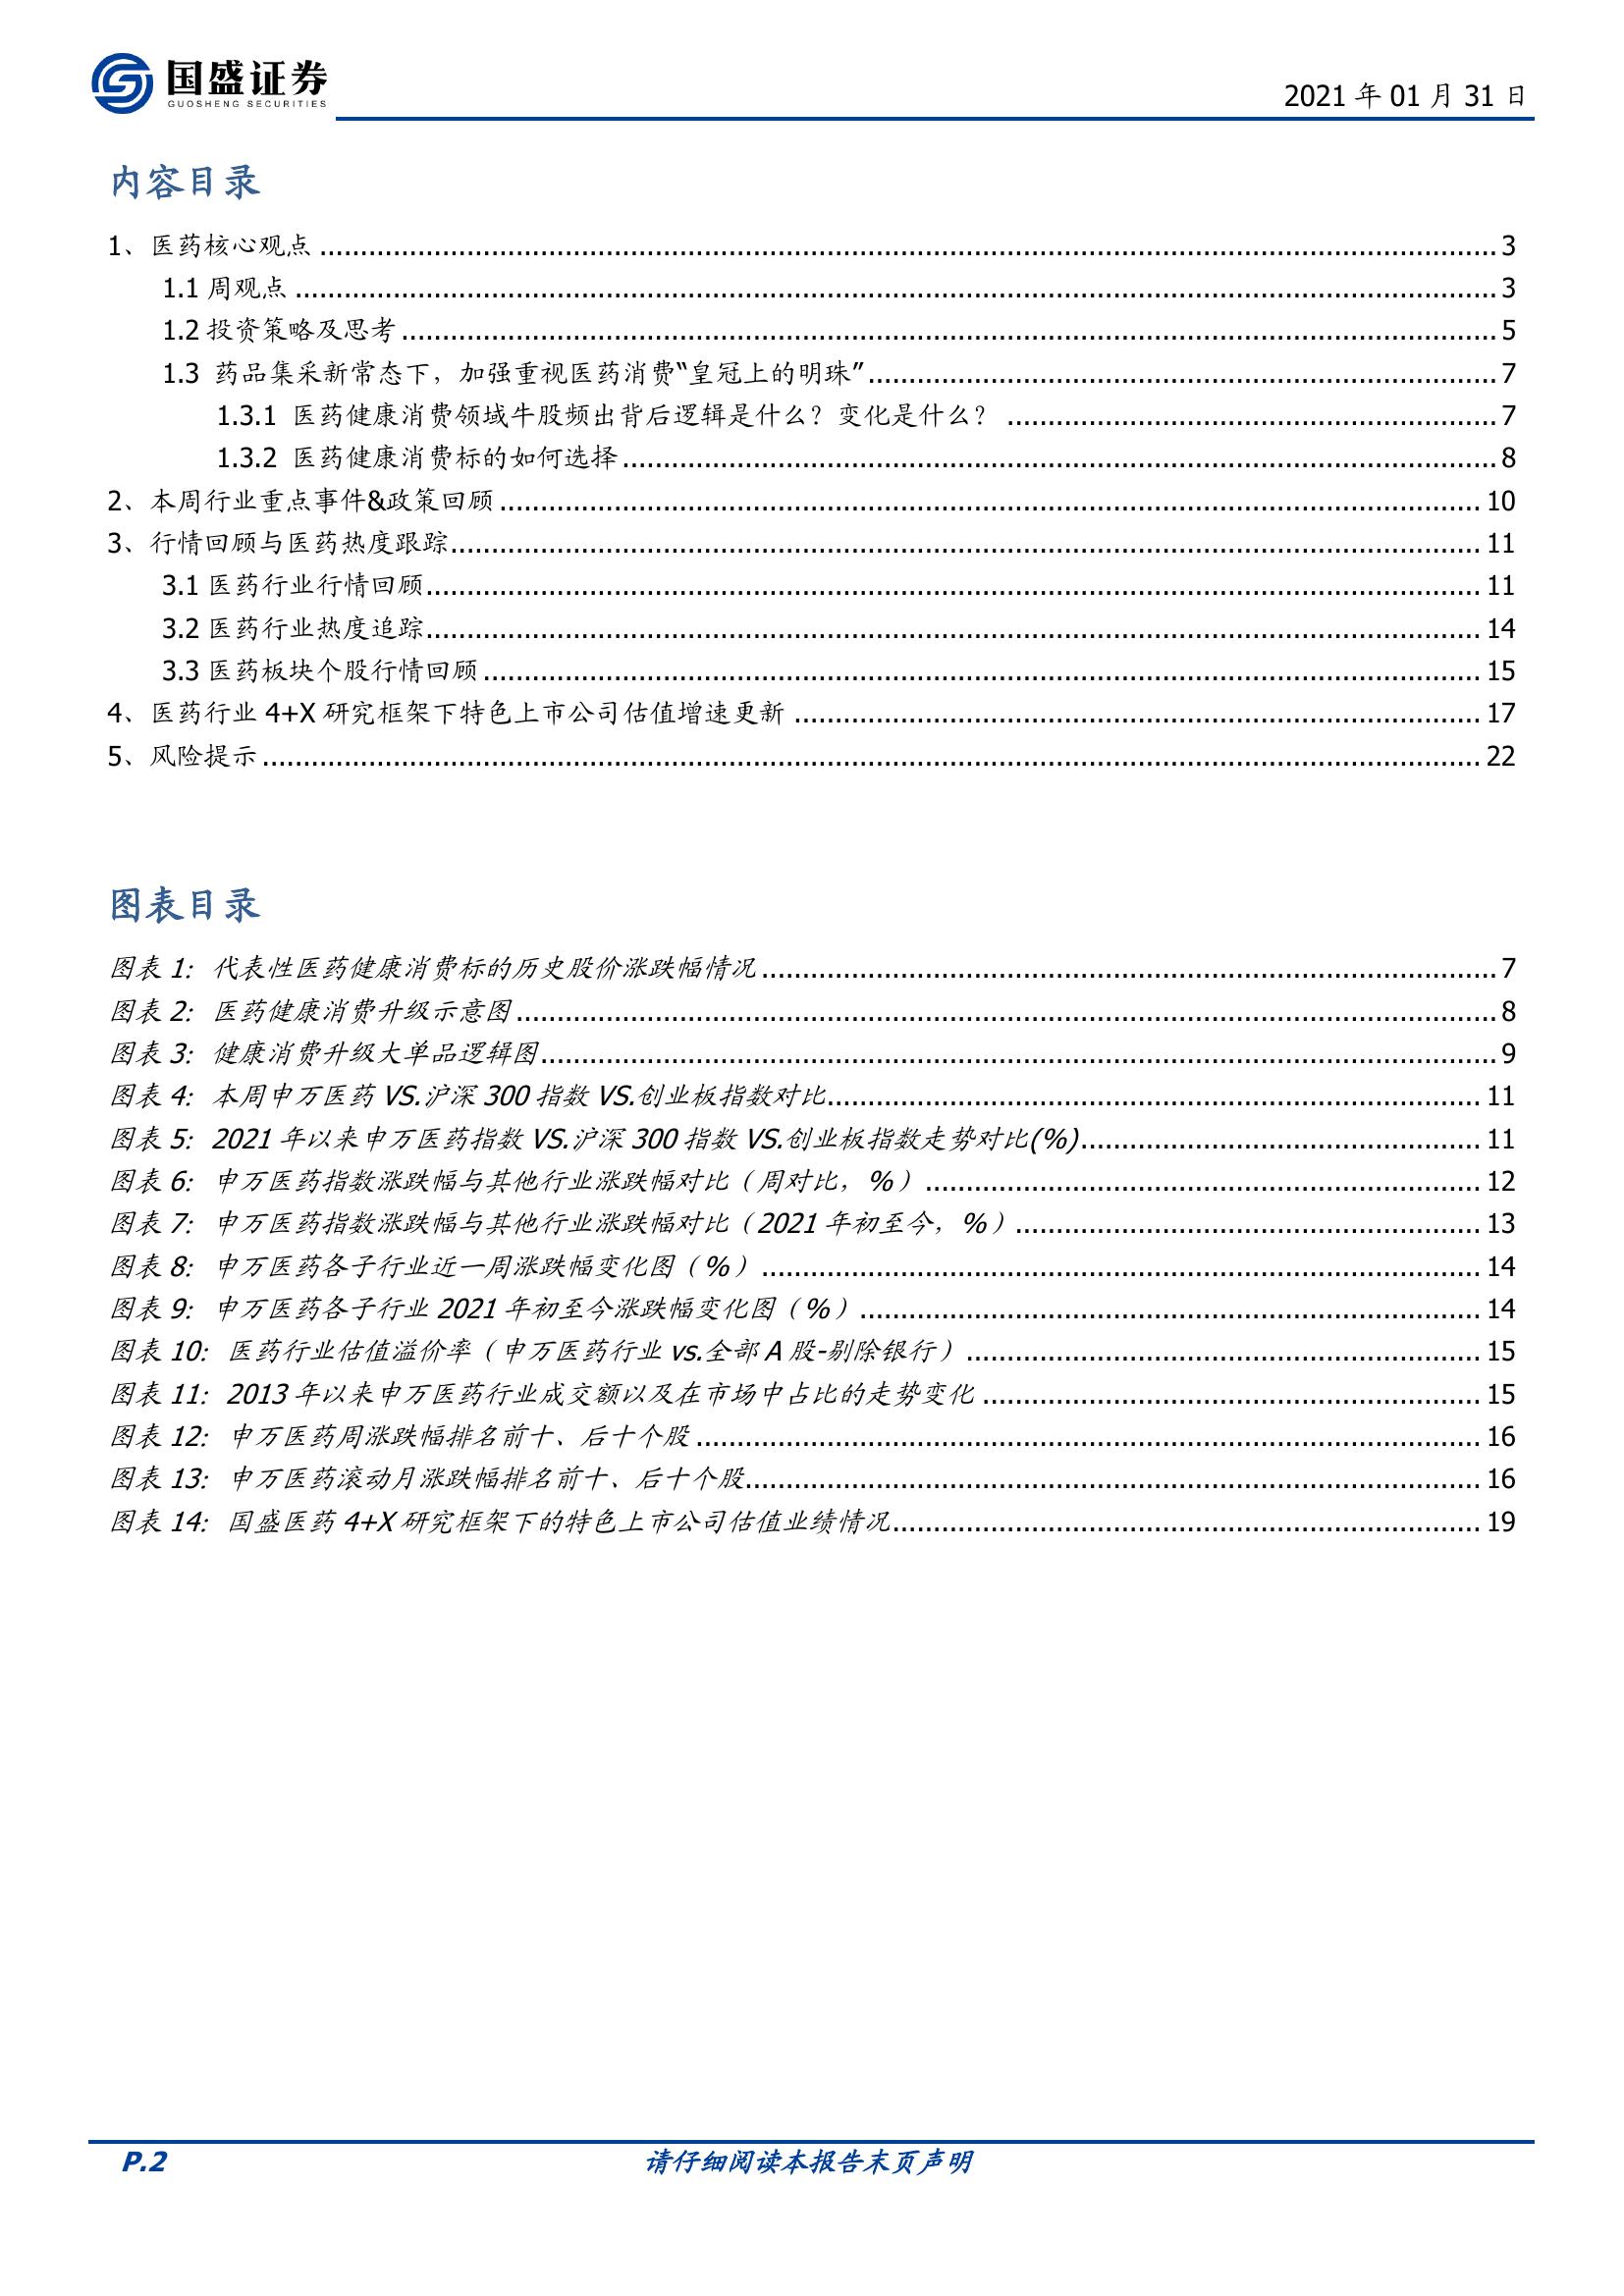 国盛证券
GUOSHENG SECURITIES
2021 年 01 月 31 日
内容目录
1、医药核心观点 ........ 3
1.1 周观点 ........ 3
1.2 投资策略及思考 ........ 5
1.3 药品集采新常态下，加强重视医药消费“皇冠上的明珠” ........ 7
1.3.1 医药健康消费领域牛股频出背后逻辑是什么？变化是什么？ ........ 7
1.3.2 医药健康消费标的如何选择 ........ 8
2、本周行业重点事件&政策回顾 ........ 10
3、行情回顾与医药热度跟踪 ........ 11
3.1 医药行业行情回顾 ........ 11
3.2 医药行业热度追踪 ........ 14
3.3 医药板块个股行情回顾 ........ 15
4、医药行业 4+X 研究框架下特色上市公司估值增速更新 ........ 17
5、风险提示 ........ 22
图表目录
图表 1: 代表性医药健康消费标的历史股价涨跌幅情况 ........ 7
图表 2: 医药健康消费升级示意图 ........ 8
图表 3: 健康消费升级大单品逻辑图 ........ 9
图表 4: 本周申万医药 VS.沪深 300 指数 VS.创业板指数对比 ........ 11
图表 5: 2021 年以来申万医药指数 VS.沪深 300 指数 VS.创业板指数走势对比(%) ........ 11
图表 6: 申万医药指数涨跌幅与其他行业涨跌幅对比（周对比，%） ........ 12
图表 7: 申万医药指数涨跌幅与其他行业涨跌幅对比（2021 年初至今，%） ........ 13
图表 8: 申万医药各子行业近一周涨跌幅变化图（%） ........ 14
图表 9: 申万医药各子行业 2021 年初至今涨跌幅变化图（%） ........ 14
图表 10: 医药行业估值溢价率（申万医药行业 vs.全部 A 股-剔除银行） ........ 15
图表 11: 2013 年以来申万医药行业成交额以及在市场中占比的走势变化 ........ 15
图表 12: 申万医药周涨跌幅排名前十、后十个股 ........ 16
图表 13: 申万医药滚动月涨跌幅排名前十、后十个股 ........ 16
图表 14: 国盛医药 4+X 研究框架下的特色上市公司估值业绩情况 ........ 19
P.2
请仔细阅读本报告末页声明